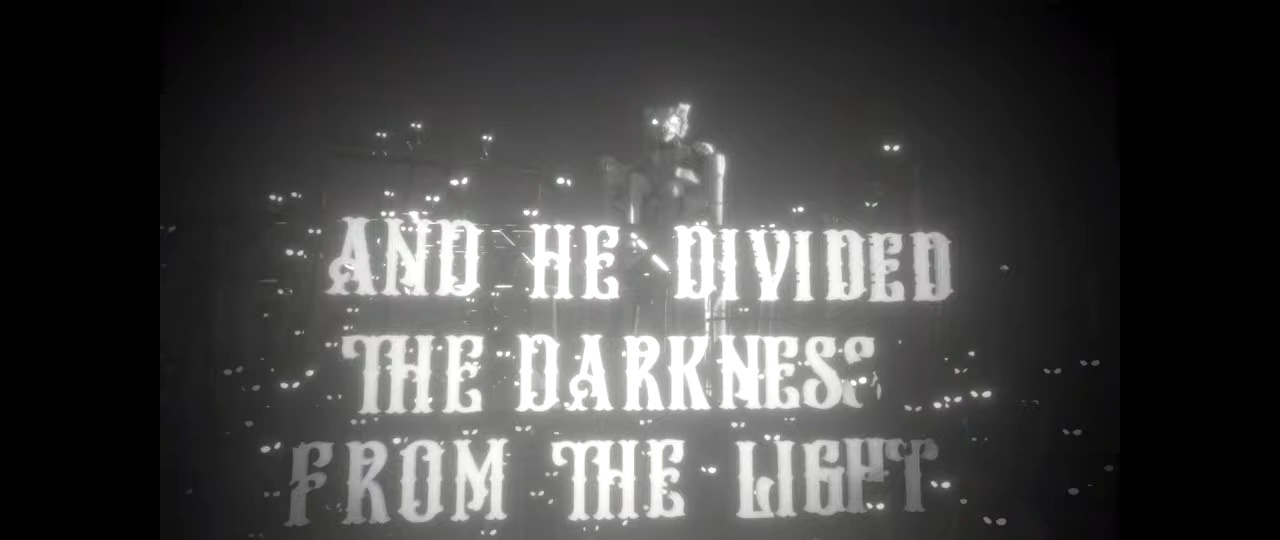 AND HE DIVIDED
THE DARKNESS
FROM THE LIGHT